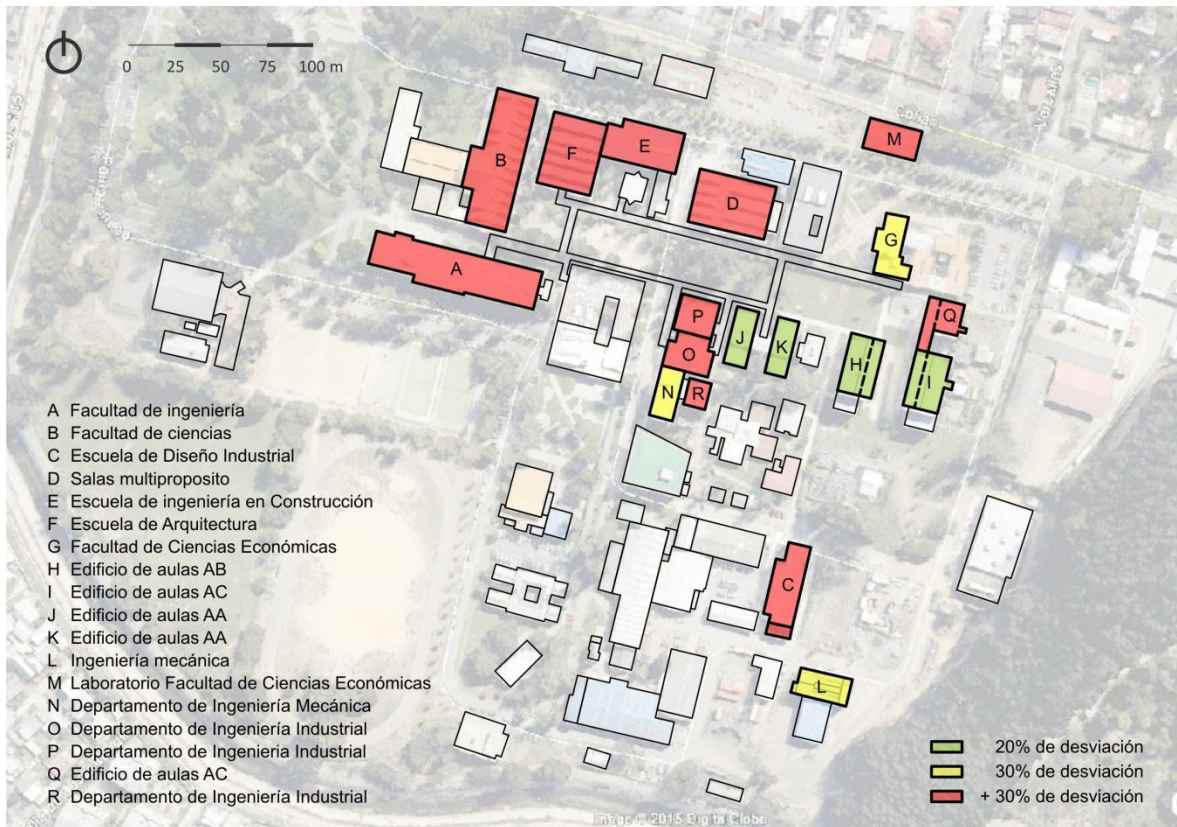 0 25 50 75 100 m
Collao
M
B
F
E
D
G
A
P
Q
J
K
O
H
I
N
R
C
L
A Facultad de ingeniería
B Facultad de ciencias
C Escuela de Diseño Industrial
D Salas multiproposito
E Escuela de ingeniería en Construcción
F Escuela de Arquitectura
G Facultad de Ciencias Económicas
H Edificio de aulas AB
I Edificio de aulas AC
J Edificio de aulas AA
K Edificio de aulas AA
L Ingeniería mecánica
M Laboratorio Facultad de Ciencias Económicas
N Departamento de Ingeniería Mecánica
O Departamento de Ingeniería Industrial
P Departamento de Ingenieria Industrial
Q Edificio de aulas AC
R Departamento de Ingeniería Industrial
20% de desviación
30% de desviación
+ 30% de desviación
Image © 2015 Digital Globe